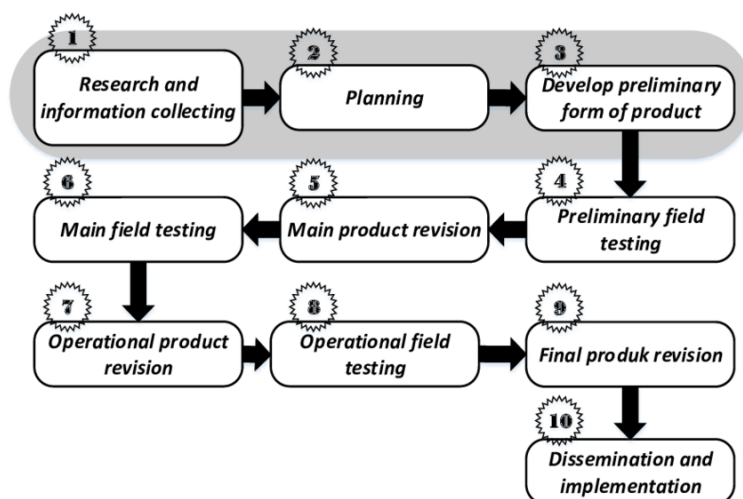 1
Research and
information collecting
2
Planning
3
Develop preliminary
form of product
4
Preliminary field
testing
5
Main product revision
6
Main field testing
7
Operational product
revision
8
Operational field
testing
9
Final produk revision
10
Dissemination and
implementation